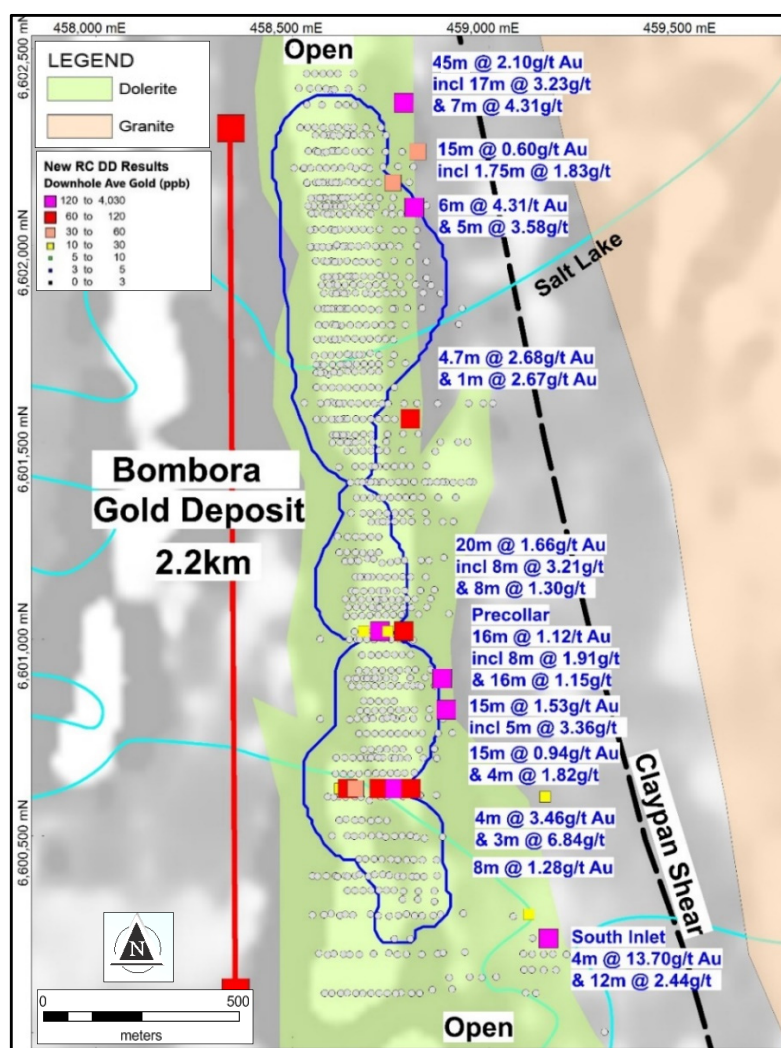 458,000 mE
458,500 mE
459,000 mE
459,500 mE
6,602,500 mN
6,602,000 mN
6,601,500 mN
6,601,000 mN
6,600,500 mN
LEGEND
Dolerite
Granite
New RC DD Results
Downhole Ave Gold (ppb)
120 to 4,030
60 to 120
30 to 60
10 to 30
5 to 10
3 to 5
0 to 3
Open
45m @ 2.10g/t Au
incl 17m @ 3.23g/t
& 7m @ 4.31g/t
15m @ 0.60g/t Au
incl 1.75m @ 1.83g/t
6m @ 4.31/t Au
& 5m @ 3.58g/t
Salt Lake
4.7m @ 2.68g/t Au
& 1m @ 2.67g/t Au
Bombora
Gold Deposit
2.2km
20m @ 1.66g/t Au
incl 8m @ 3.21g/t
& 8m @ 1.30g/t
Precollar
16m @ 1.12/t Au
incl 8m @ 1.91g/t
& 16m @ 1.15g/t
15m @ 1.53g/t Au
incl 5m @ 3.36g/t
15m @ 0.94g/t Au
& 4m @ 1.82g/t
Claypan Shear
4m @ 3.46g/t Au
& 3m @ 6.84g/t
8m @ 1.28g/t Au
South Inlet
4m @ 13.70g/t Au
& 12m @ 2.44g/t
N
0 500
meters
Open